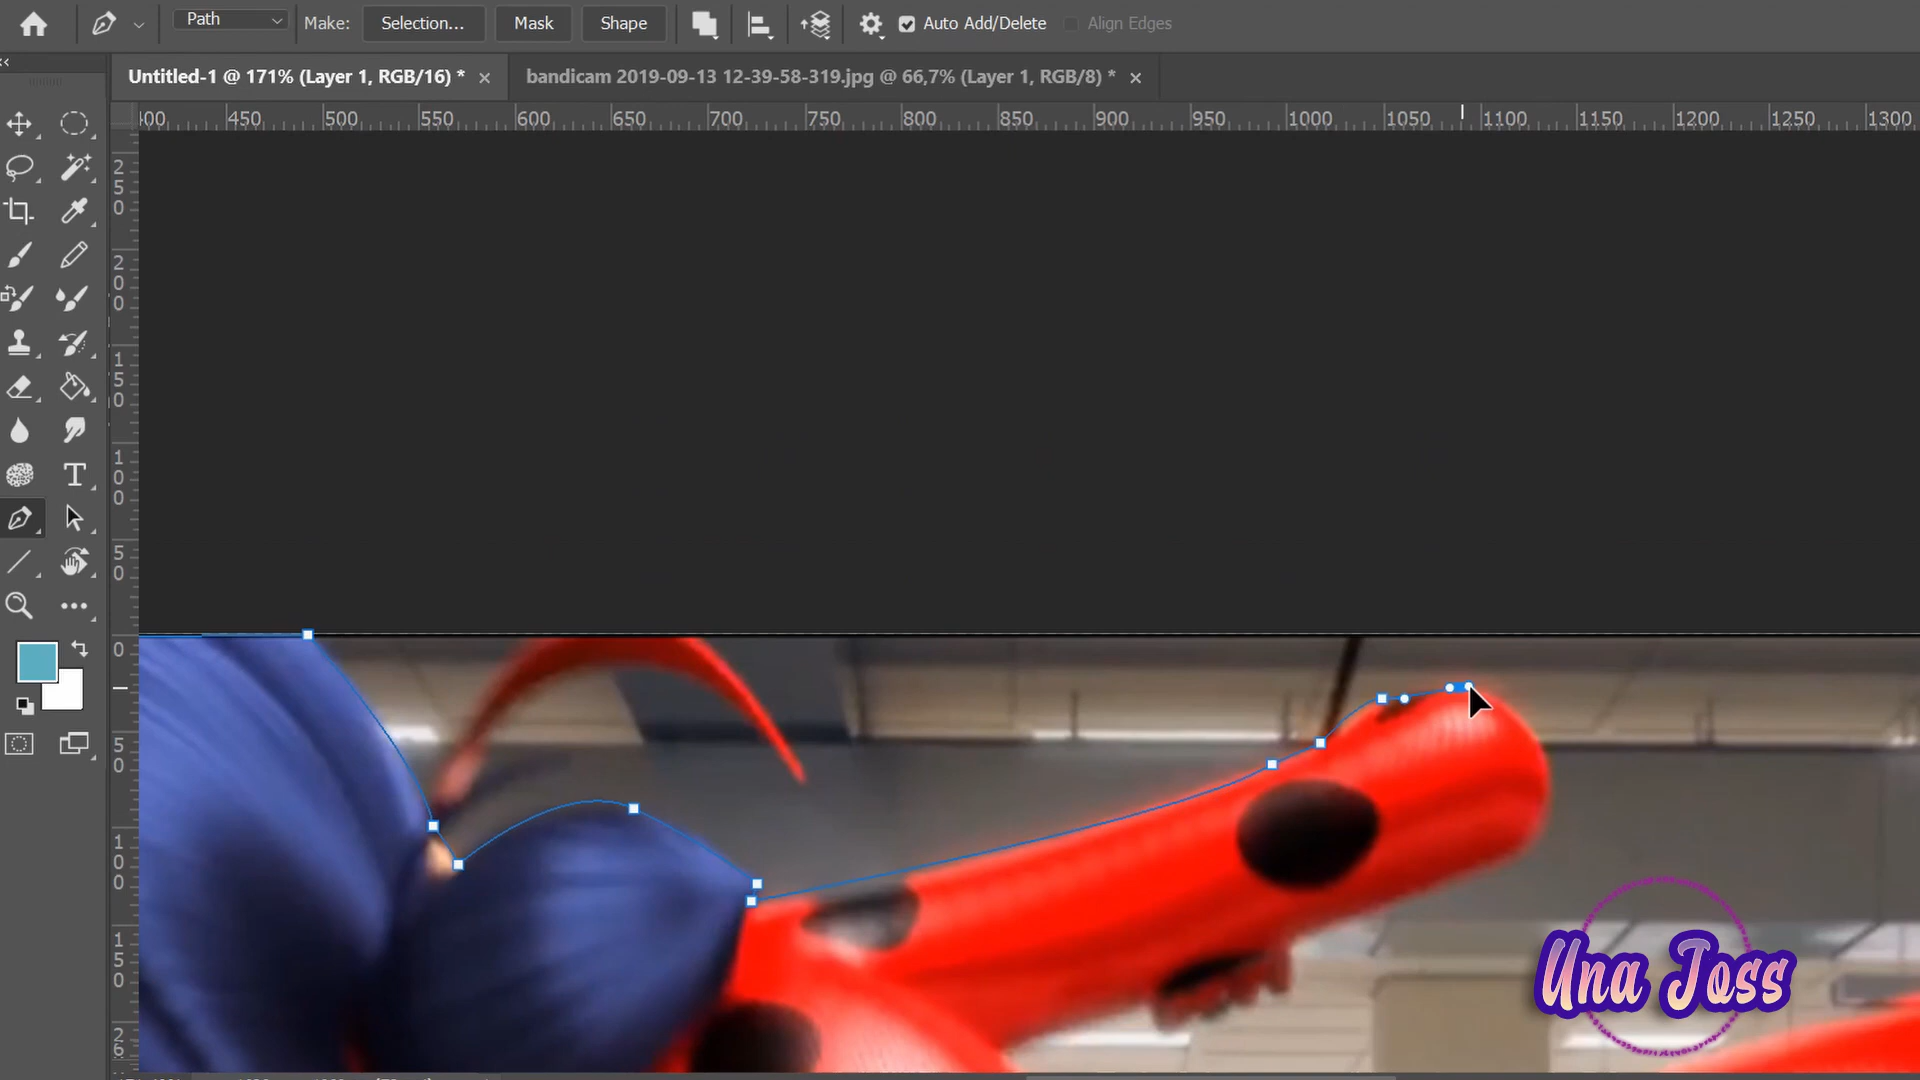 Path
Make:
Selection...
Mask
Shape
Auto Add/Delete
Align Edges
Untitled-1 @ 171% (Layer 1, RGB/16) *
bandicam 2019-09-13 12-39-58-319.jpg @ 66,7% (Layer 1, RGB/8) *
400 450 500 550 600 650 700 750 800 850 900 950 1000 1050 1100 1150 1200 1250 1300
250
200
150
100
50
0
50
100
150
T
Una Joss